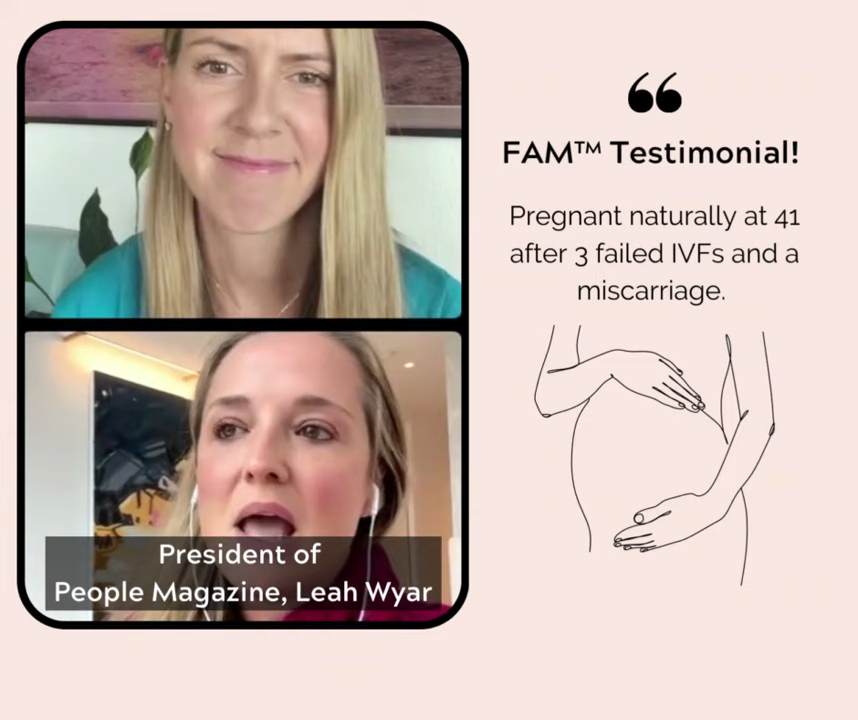 President of
People Magazine, Leah Wyar
FAM™ Testimonial!
Pregnant naturally at 41
after 3 failed IVFs and a
miscarriage.